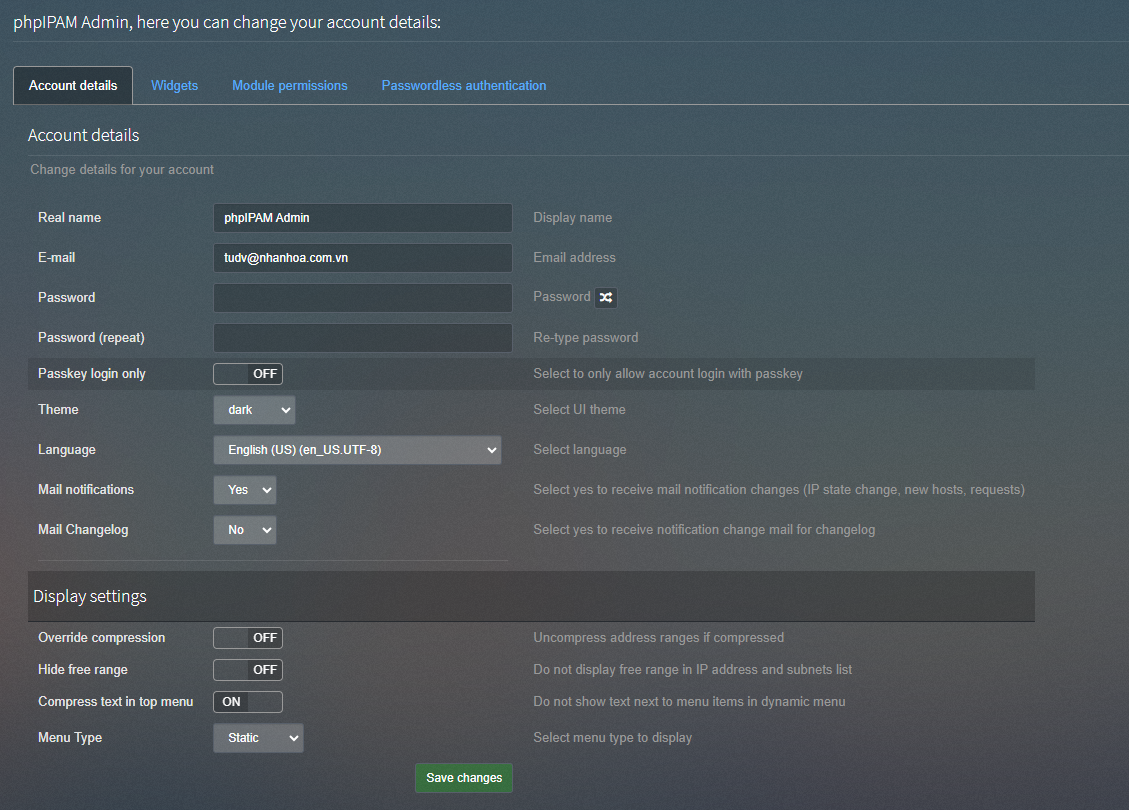 phpIPAM Admin, here you can change your account details:
Account details Widgets Module permissions Passwordless authentication
Account details
Change details for your account
Real name phpIPAM Admin Display name
E-mail tudv@nhanhoa.com.vn Email address
Password Password
Password (repeat) Re-type password
Passkey login only OFF Select to only allow account login with passkey
Theme dark Select UI theme
Language English (US) (en_US.UTF-8) Select language
Mail notifications Yes Select yes to receive mail notification changes (IP state change, new hosts, requests)
Mail Changelog No Select yes to receive notification change mail for changelog
Display settings
Override compression OFF Uncompress address ranges if compressed
Hide free range OFF Do not display free range in IP address and subnets list
Compress text in top menu ON Do not show text next to menu items in dynamic menu
Menu Type Static Select menu type to display
Save changes